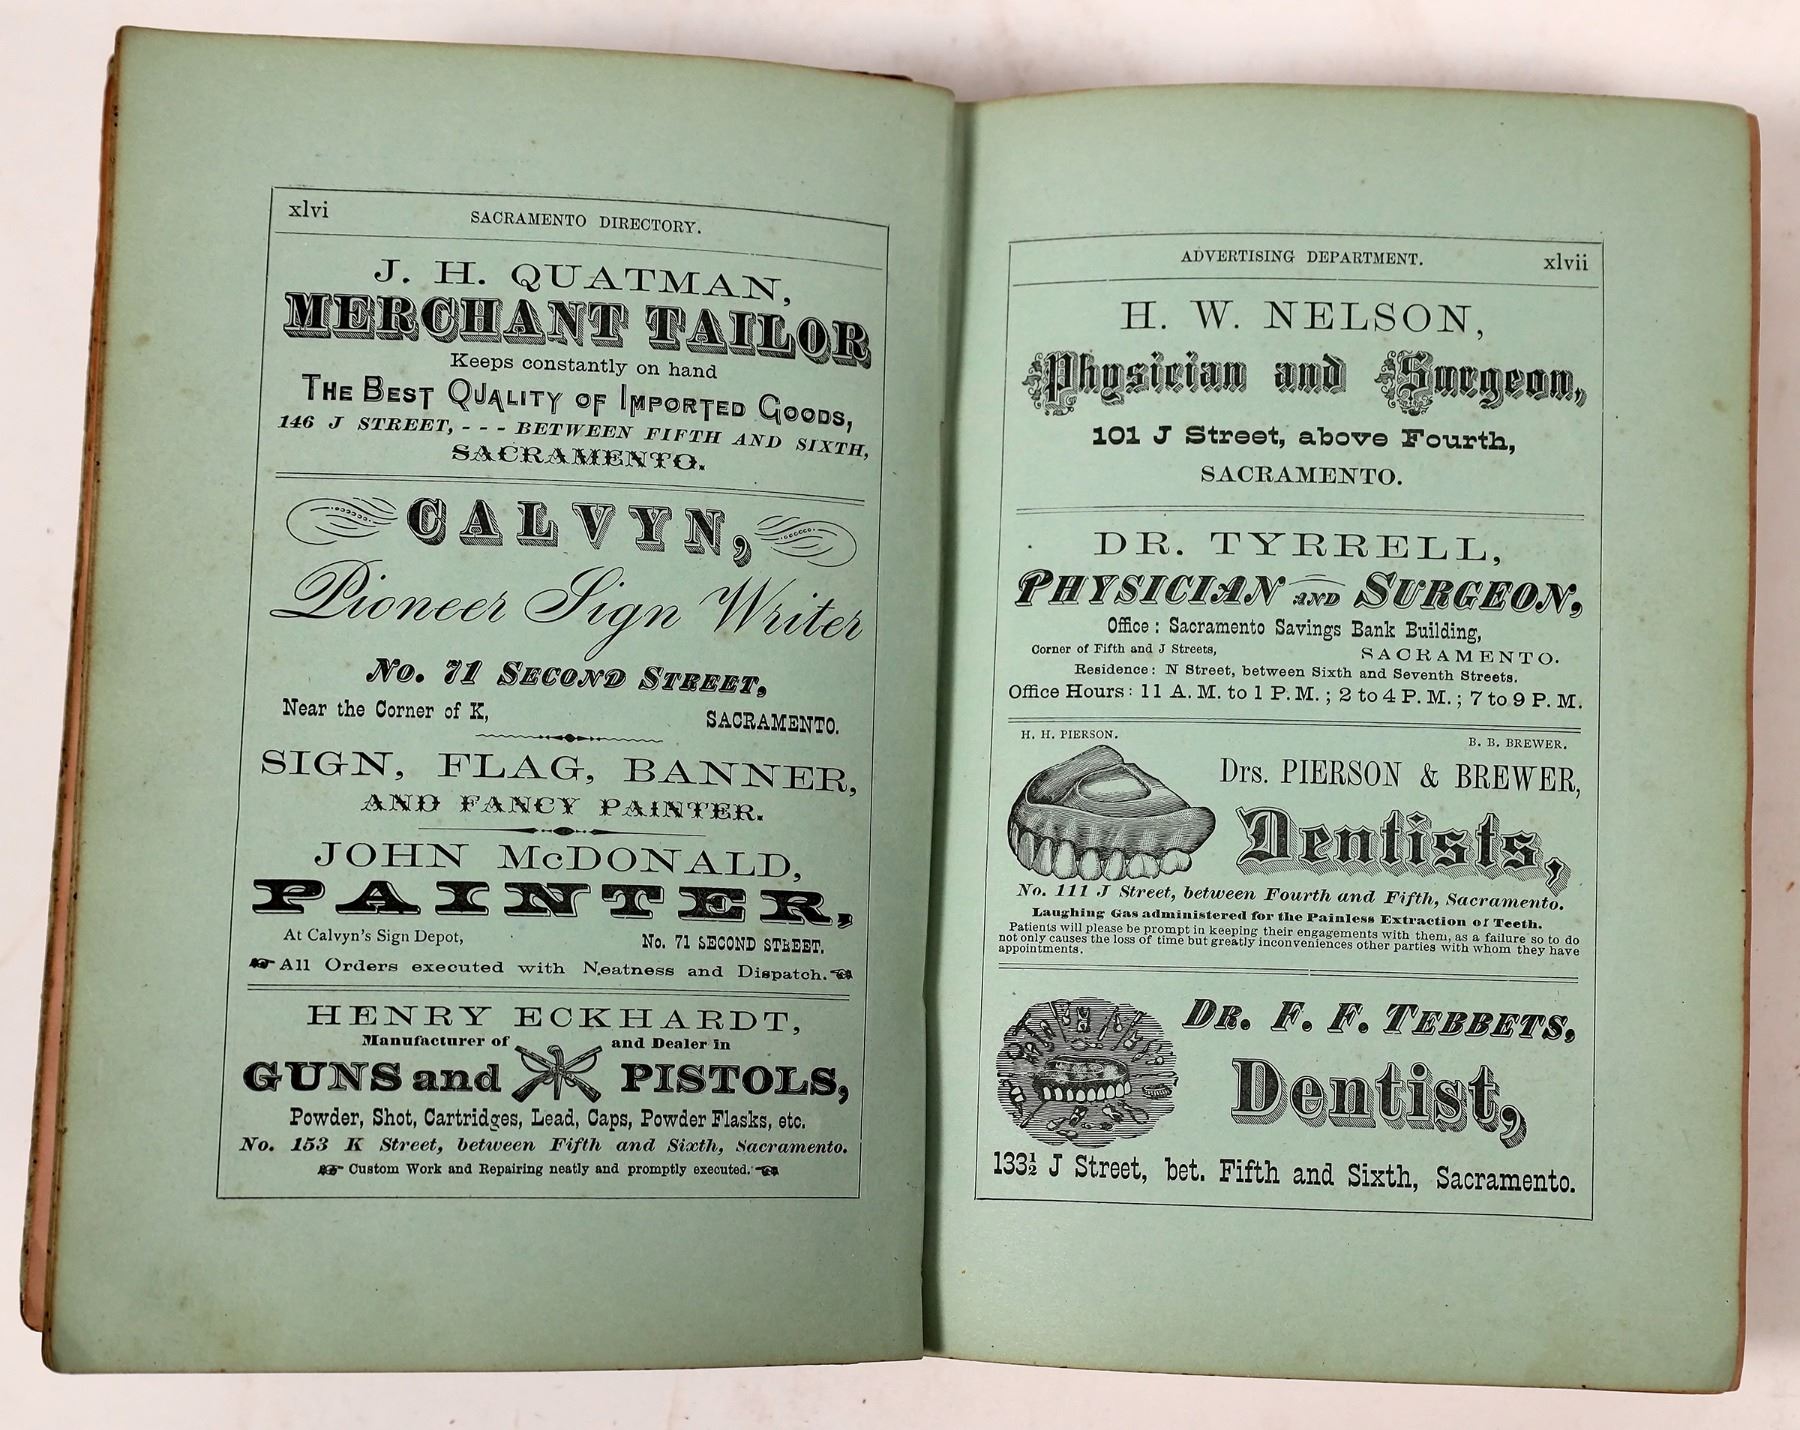 xlvi SACRAMENTO DIRECTORY.
J. H. QUATMAN,
MERCHANT TAILOR
Keeps constantly on hand
THE BEST QUALITY OF IMPORTED GOODS,
146 J STREET, - - - BETWEEN FIFTH AND SIXTH,
SACRAMENTO.
CALVYN,
Pioneer Sign Writer
No. 71 SECOND STREET,
Near the Corner of K, SACRAMENTO.
SIGN, FLAG, BANNER,
AND FANCY PAINTER.
JOHN McDONALD,
PAINTER,
At Calvyn's Sign Depot, No. 71 SECOND STREET.
All Orders executed with Neatness and Dispatch.
HENRY ECKHARDT,
Manufacturer of and Dealer in
GUNS and PISTOLS,
Powder, Shot, Cartridges, Lead, Caps, Powder Flasks, etc.
No. 153 K Street, between Fifth and Sixth, Sacramento.
Custom Work and Repairing neatly and promptly executed.
ADVERTISING DEPARTMENT. xlvii
H. W. NELSON,
Physician and Surgeon,
101 J Street, above Fourth,
SACRAMENTO.
DR. TYRRELL,
PHYSICIAN AND SURGEON,
Office: Sacramento Savings Bank Building,
Corner of Fifth and J Streets, SACRAMENTO.
Residence: N Street, between Sixth and Seventh Streets.
Office Hours: 11 A. M. to 1 P. M.; 2 to 4 P. M.; 7 to 9 P. M.
H. H. PIERSON. B. B. BREWER.
Drs. PIERSON & BREWER,
Dentists,
No. 111 J Street, between Fourth and Fifth, Sacramento.
Laughing Gas administered for the Painless Extraction of Teeth.
Patients will please be prompt in keeping their engagements with them, as a failure so to do
not only causes the loss of time but greatly inconveniences other parties with whom they have
appointments.
DR. F. F. TEBBETS,
Dentist,
133½ J Street, bet. Fifth and Sixth, Sacramento.